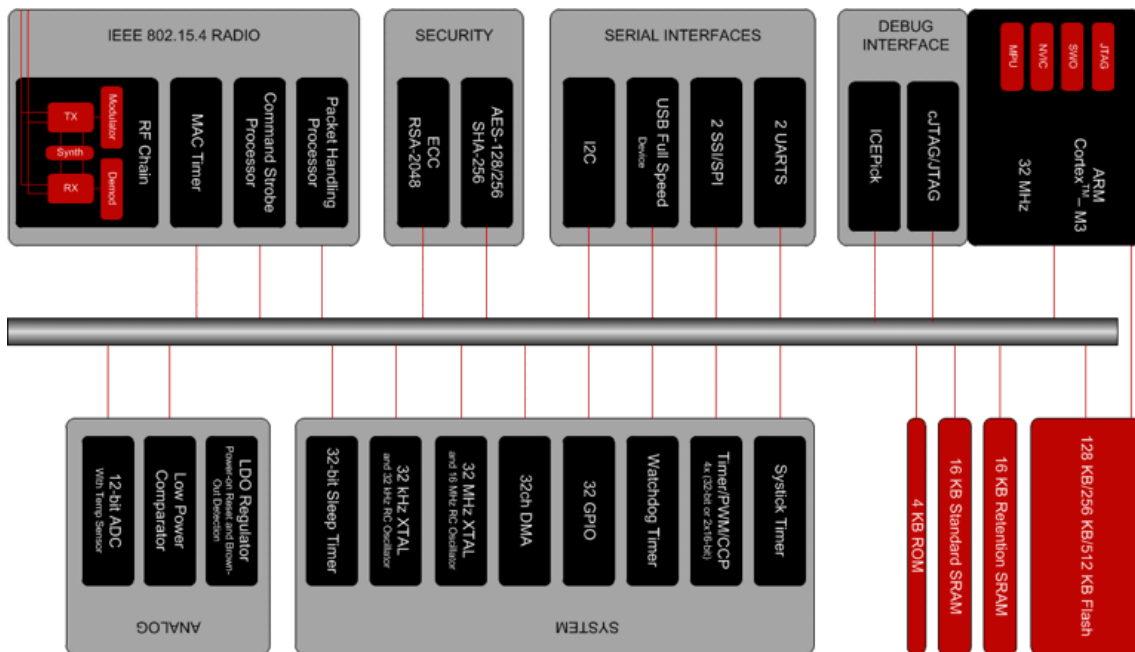 IEEE 802.15.4 RADIO
TX
Synth
RX
Modulator
Demod
RF Chain
MAC Timer
Command Strobe
Processor
Packet Handling
Processor
SECURITY
ECC
RSA-2048
AES-128/256
SHA-256
SERIAL INTERFACES
I2C
USB Full Speed
Device
2 SSI/SPI
2 UARTS
DEBUG
INTERFACE
ICEPick
cJTAG/JTAG
MPU
NVIC
SWO
JTAG
ARM
Cortex™– M3
32 MHz
12-bit ADC
With Temp Sensor
Low Power
Comparator
LDO Regulator
Power-on Reset and Brown-
Out Detection
ANALOG
32-bit Sleep Timer
32 kHz XTAL
and 32 kHz RC Oscillator
32 MHz XTAL
and 16 MHz RC Oscillator
32ch DMA
32 GPIO
Watchdog Timer
Timer/PWM/CCP
4x (32-bit or 2x16-bit)
Systick Timer
SYSTEM
4 KB ROM
16 KB Standard SRAM
16 KB Retention SRAM
128 KB/256 KB/512 KB Flash